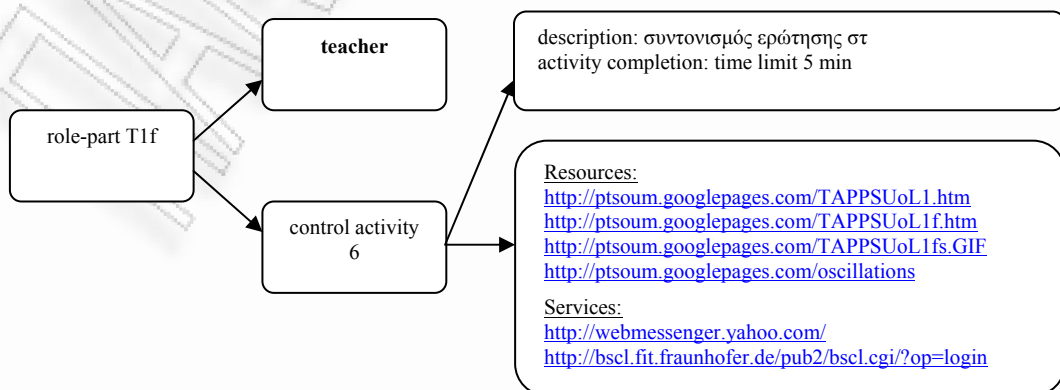 teacher
description: συντονισμός ερώτησης στ
activity completion: time limit 5 min
role-part T1f
control activity
6
Resources:
http://ptsoum.googlepages.com/TAPPSUoL1.htm
http://ptsoum.googlepages.com/TAPPSUoL1f.htm
http://ptsoum.googlepages.com/TAPPSUoL1fs.GIF
http://ptsoum.googlepages.com/oscillations
Services:
http://webmessenger.yahoo.com/
http://bscl.fit.fraunhofer.de/pub2/bscl.cgi/?op=login